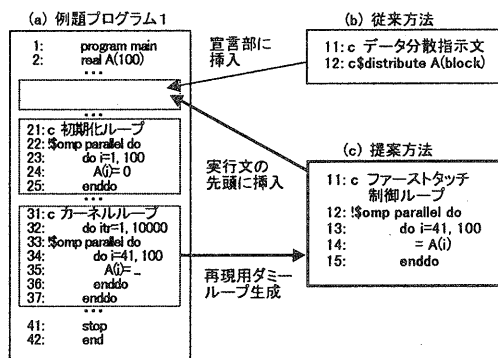 (a) 例題プログラム1
1: program main
2: real A(100)
...
21: c 初期化ループ
22: !$omp parallel do
23: do i=1, 100
24: A(i)= 0
25: enddo
...
31: c カーネルループ
32: do itr=1, 10000
33: !$omp parallel do
34: do i=41, 100
35: A(i)= _
36: enddo
37: enddo
...
41: stop
42: end
宣言部に
挿入
実行文の
先頭に挿入
再現用ダミー
ループ生成
(b) 従来方法
11: c データ分散指示文
12: c$distribute A(block)
(c) 提案方法
11: c ファーストタッチ
制御ループ
12: !$omp parallel do
13: do i=41, 100
14: = A(i)
15: enddo